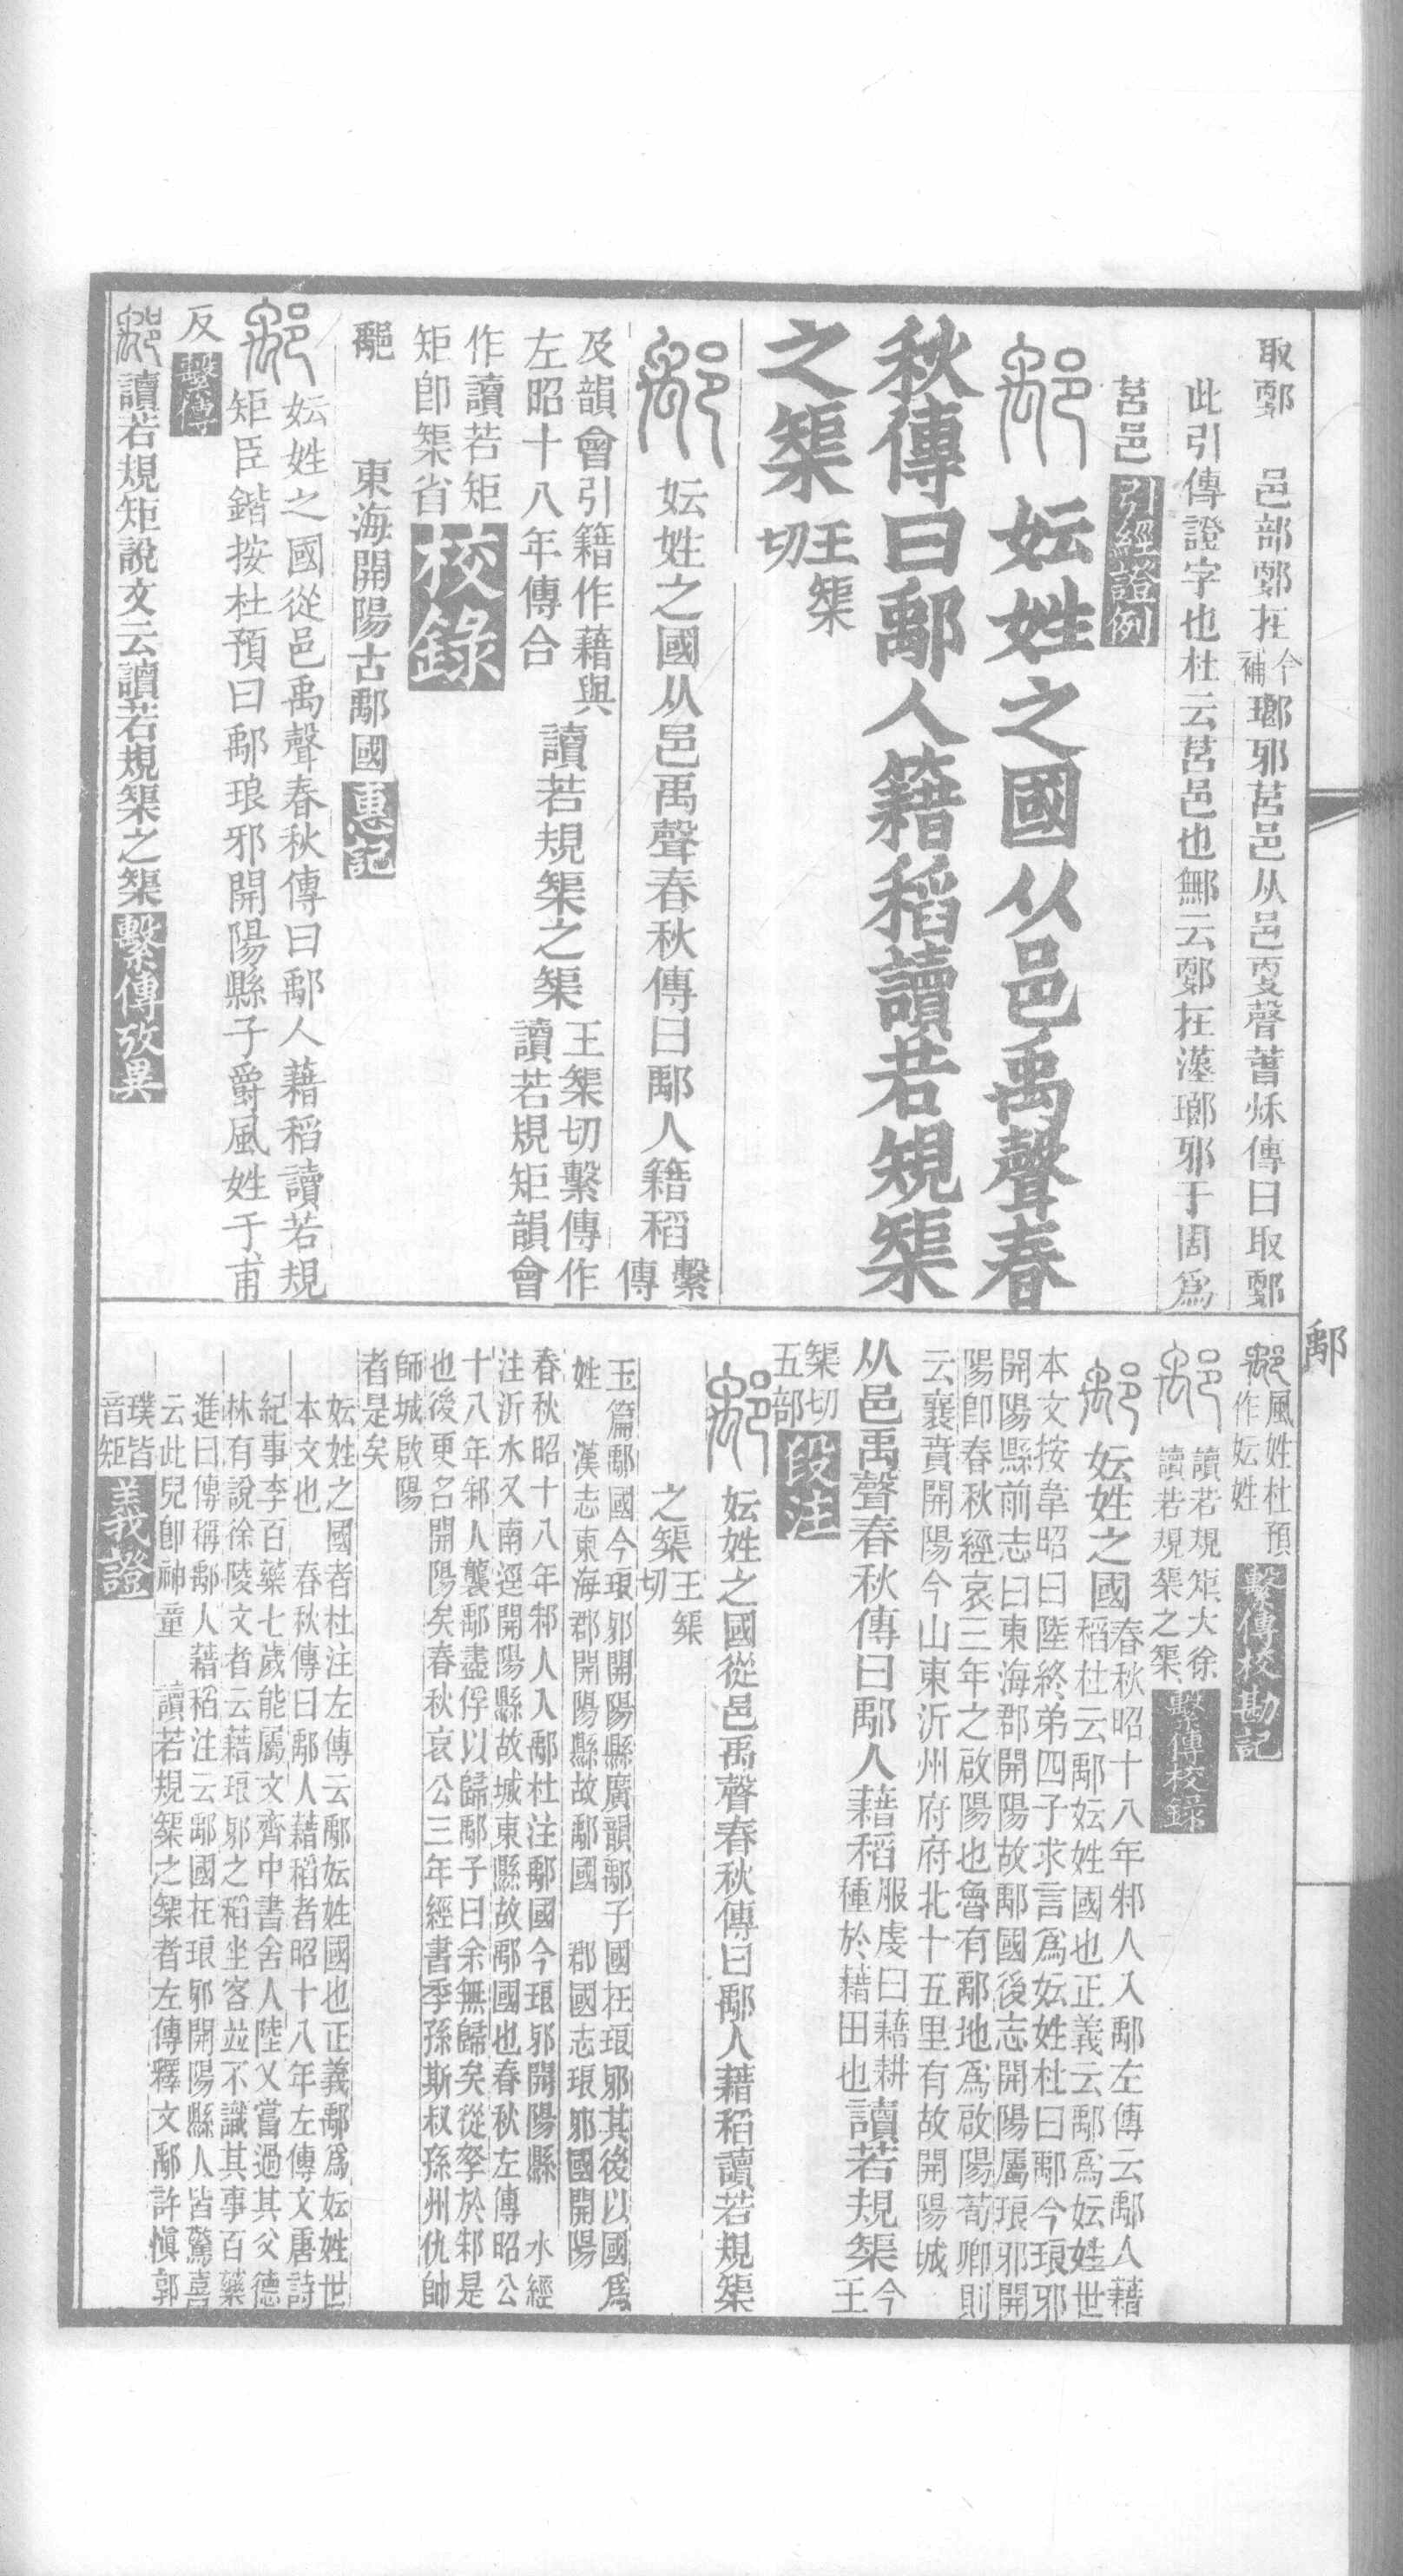 取鄆　邑部鄆在今補瑯邪莒邑从邑𡕥聲䓊秌傳曰取鄆
此引傳證字也杜云莒邑也鄦云鄆在漢瑯邪于周爲
莒邑 引經證例
妘姓之國从邑禹聲春
秋傳曰鄅人籍稻讀若規榘
之榘王榘切
妘姓之國从邑禹聲春秋傳曰鄅人籍稻繫傳
及韻會引籍作藉與
左昭十八年傳合
讀若規榘之榘王榘切繫傳作
讀若規矩韻會
作讀若矩
矩卽榘省 校錄
東海開陽古鄅國 惠記
妘姓之國從邑禹聲春秋傳曰鄅人藉稻讀若規
矩臣鍇按杜預曰鄅琅邪開陽縣子爵風姓于甫
反 繫傳
讀若規矩說文云讀若規榘之榘 繫傳攷異
鄅
風姓杜預
作妘姓 繫傳校勘記
讀若規矩大徐
讀若規榘之榘 繫傳校錄
妘姓之國春秋昭十八年邾人入鄅左傳云鄅人藉
稻杜云鄅妘姓國也正義云鄅爲妘姓世
本文按韋昭曰陸終弟四子求言爲妘姓杜曰鄅今琅邪
開陽縣前志曰東海郡開陽故鄅國後志開陽屬琅邪開
陽卽春秋經哀三年之啟陽也魯有鄅地爲啟陽荀卿則
云襄賁開陽今山東沂州府府北十五里有故開陽城
从邑禹聲春秋傳曰鄅人藉稻服虔曰藉耕
種於藉田也讀若規榘今王
榘切
五部 段注
妘姓之國從邑禹聲春秋傳曰鄅人藉稻讀若規榘
之榘王榘切
玉篇鄅國今琅邪開陽縣廣韻鄅子國在琅邪其後以國爲
姓　漢志東海郡開陽縣故鄅國　郡國志琅邪國開陽
春秋昭十八年邾人入鄅杜注鄅國今琅邪開陽縣　水經
注沂水又南逕開陽縣故城東縣故鄅國也春秋左傳昭公
十八年邾人襲鄅盡俘以歸鄅子曰余無歸矣從孥於邾是
也後更名開陽矣春秋哀公三年經書季孫斯叔孫州仇帥
師城啟陽
者是矣
妘姓之國者杜注左傳云鄅妘姓國也正義鄅爲妘姓世
本文也　春秋傳曰鄅人藉稻者昭十八年左傳文唐詩
紀事李百藥七歲能屬文齊中書舍人陸乂嘗過其父德
林有說徐陵文者云藉琅邪之稻坐客並不識其事百藥
進曰傳稱鄅人藉稻注云鄅國在琅邪開陽縣人皆驚喜
云此兒卽神童　讀若規榘之榘者左傳釋文鄅許愼郭
璞皆
音矩 義證